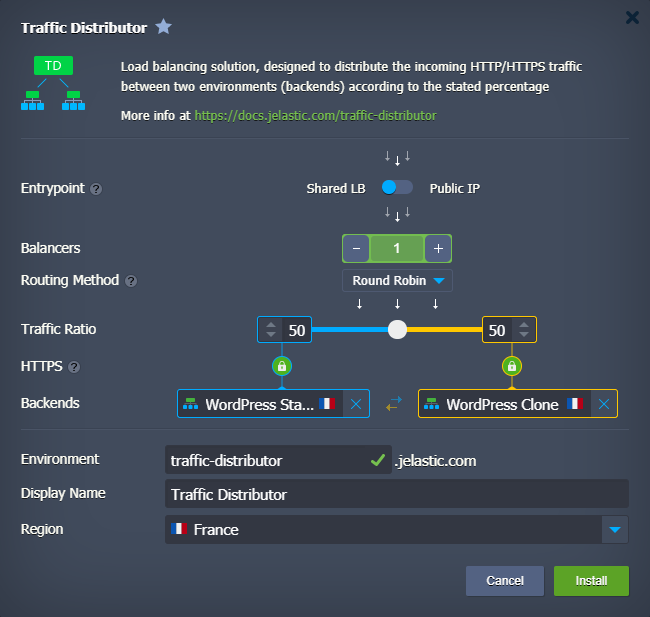 Traffic Distributor
TD
Load balancing solution, designed to distribute the incoming HTTP/HTTPS traffic
between two environments (backends) according to the stated percentage
More info at https://docs.jelastic.com/traffic-distributor
Entrypoint ?
Shared LB Public IP
Balancers
− 1 +
Routing Method ?
Round Robin
Traffic Ratio
50 50
HTTPS ?
Backends
WordPress Sta... WordPress Clone
Environment
traffic-distributor .jelastic.com
Display Name
Traffic Distributor
Region
France
Cancel Install